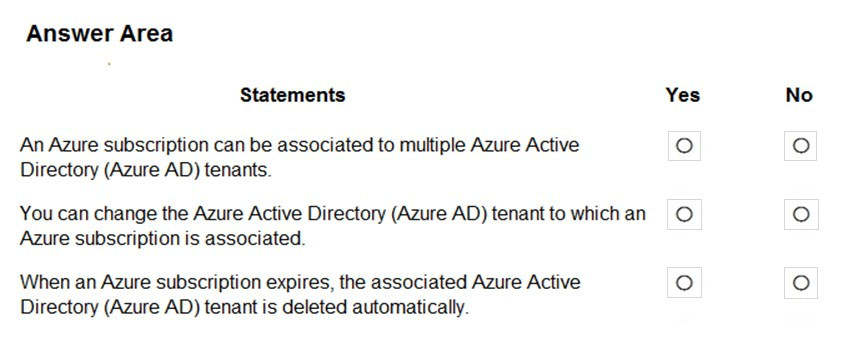 Answer Area
Statements Yes No
An Azure subscription can be associated to multiple Azure Active
Directory (Azure AD) tenants.
You can change the Azure Active Directory (Azure AD) tenant to which an
Azure subscription is associated.
When an Azure subscription expires, the associated Azure Active
Directory (Azure AD) tenant is deleted automatically.